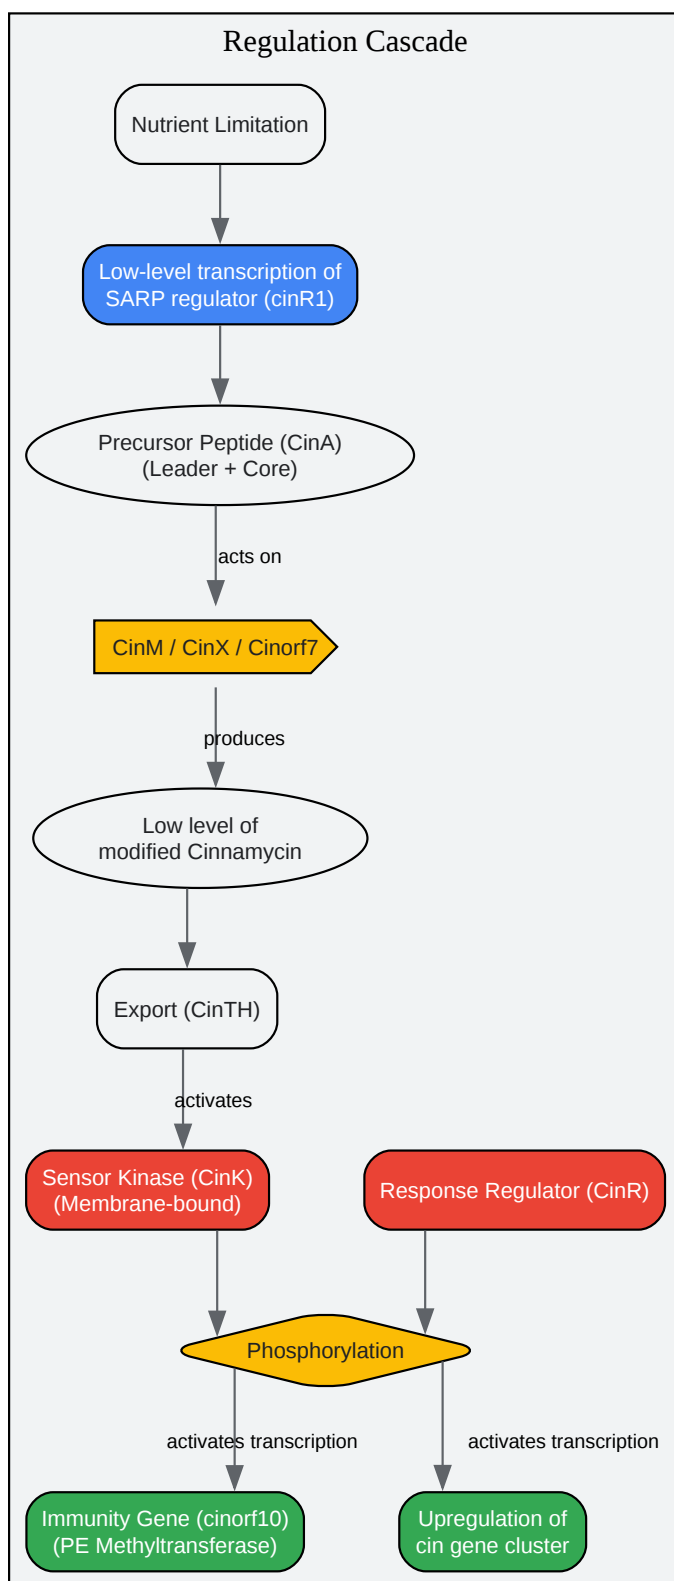 Regulation Cascade
Nutrient Limitation
Low-level transcription of
SARP regulator (cinR1)
Precursor Peptide (CinA)
(Leader + Core)
acts on
CinM / CinX / Cinorf7
produces
Low level of
modified Cinnamycin
Export (CinTH)
activates
Sensor Kinase (CinK)
(Membrane-bound)
Response Regulator (CinR)
Phosphorylation
activates transcription
activates transcription
Immunity Gene (cinorf10)
(PE Methyltransferase)
Upregulation of
cin gene cluster